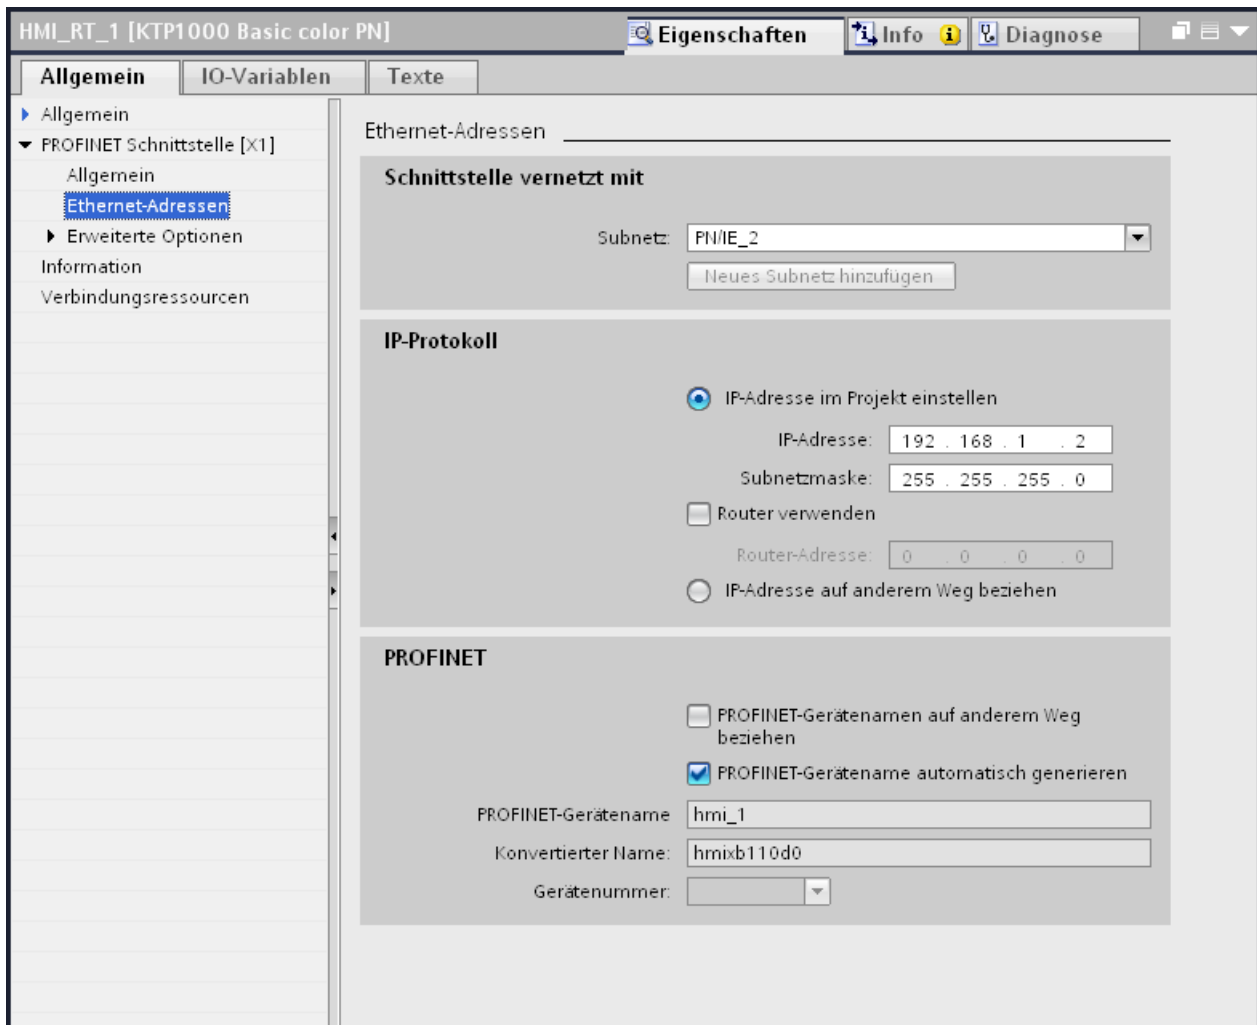 HMI_RT_1 [KTP1000 Basic color PN]
Eigenschaften
Info
Diagnose
Allgemein
IO-Variablen
Texte
Allgemein
PROFINET Schnittstelle [X1]
Allgemein
Ethernet-Adressen
Erweiterte Optionen
Information
Verbindungsressourcen
Ethernet-Adressen
Schnittstelle vernetzt mit
Subnetz: PN/IE_2
Neues Subnetz hinzufügen
IP-Protokoll
IP-Adresse im Projekt einstellen
IP-Adresse: 192 . 168 . 1 . 2
Subnetzmaske: 255 . 255 . 255 . 0
Router verwenden
Router-Adresse: 0 . 0 . 0 . 0
IP-Adresse auf anderem Weg beziehen
PROFINET
PROFINET-Gerätenamen auf anderem Weg
beziehen
PROFINET-Gerätename automatisch generieren
PROFINET-Gerätename hmi_1
Konvertierter Name: hmixb110d0
Gerätenummer: